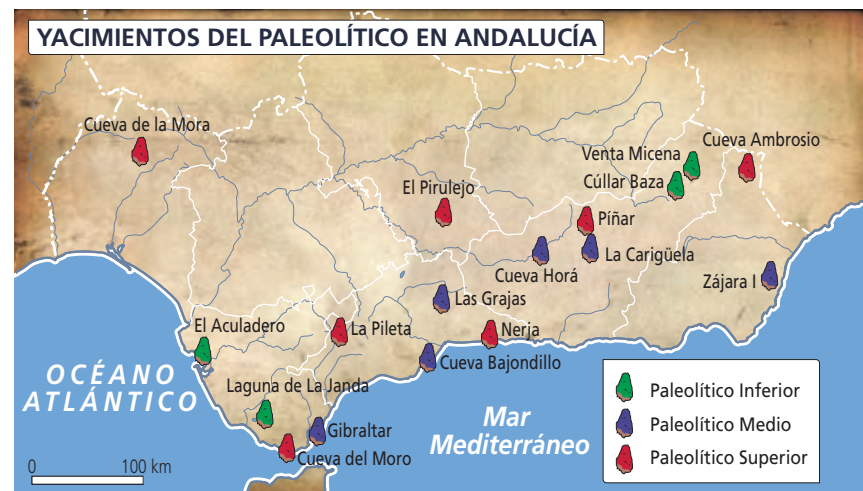 YACIMIENTOS DEL PALEOLÍTICO EN ANDALUCÍA
Cueva de la Mora
Cueva Ambrosio
Venta Micena
Cúllar Baza
El Pirulejo
Píñar
La Carigüela
Cueva Horá
Zájara I
Las Grajas
El Aculadero
La Pileta
Nerja
Cueva Bajondillo
OCÉANO
ATLÁNTICO
Laguna de La Janda
Gibraltar
Cueva del Moro
Mar
Mediterráneo
Paleolítico Inferior
Paleolítico Medio
Paleolítico Superior
0 100 km